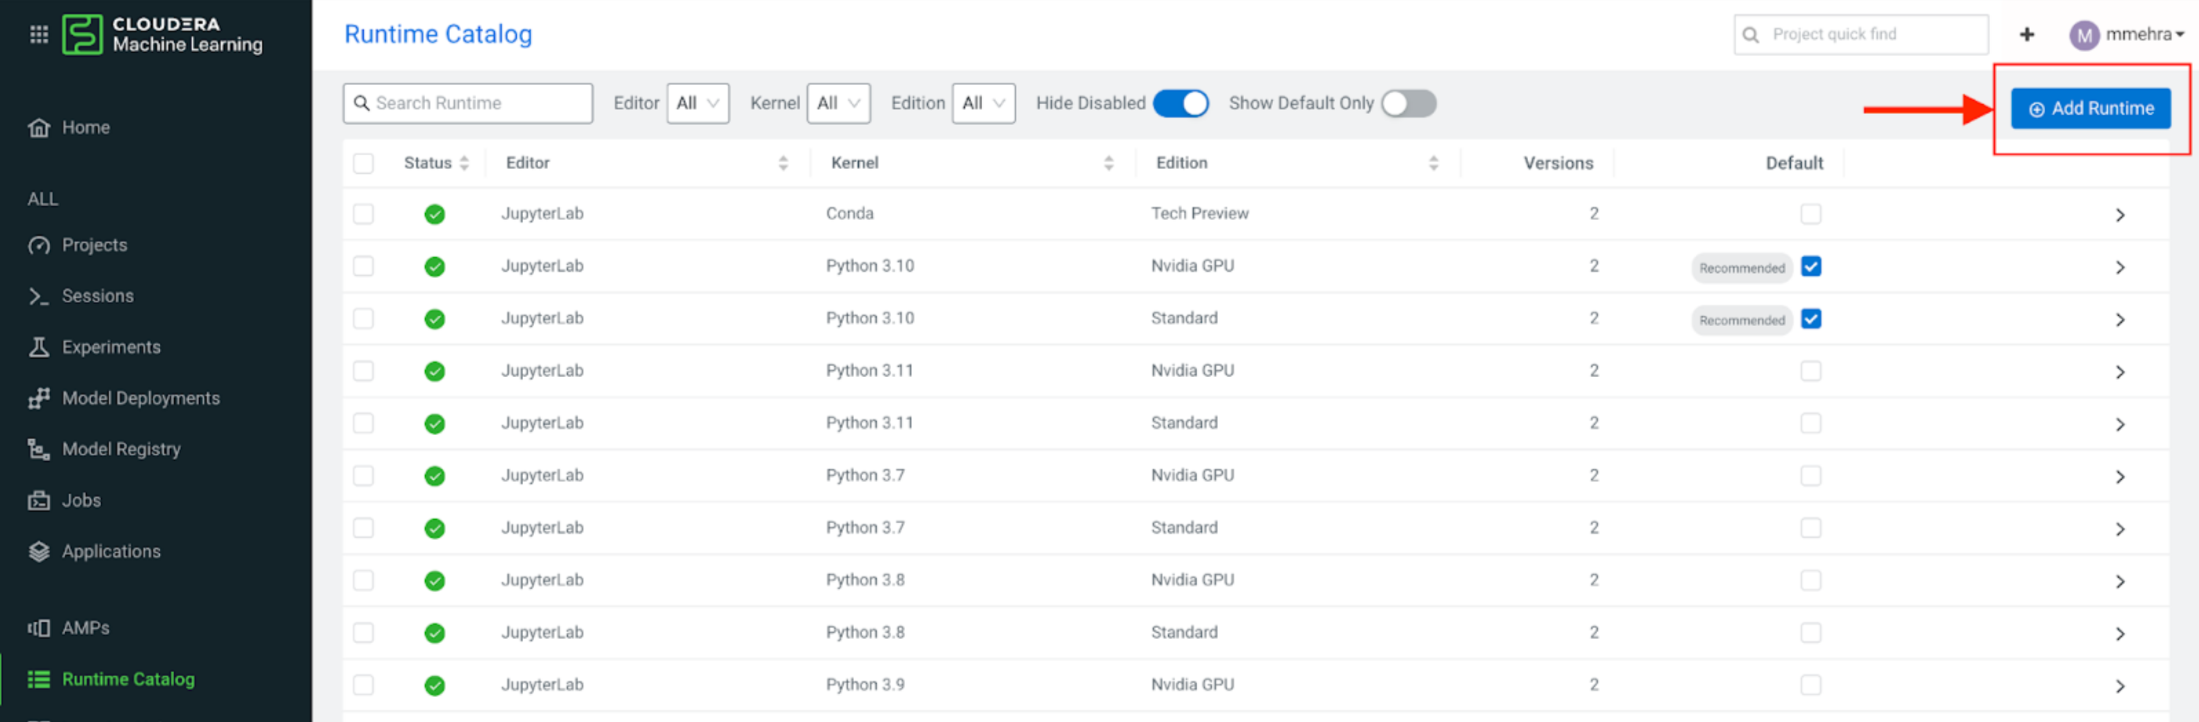 CLOUDERA
Machine Learning
Home
ALL
Projects
Sessions
Experiments
Model Deployments
Model Registry
Jobs
Applications
AMPs
Runtime Catalog
Runtime Catalog
Project quick find
M mmehra
Search Runtime Editor All Kernel All Edition All Hide Disabled Show Default Only Add Runtime
Status Editor Kernel Edition Versions Default
JupyterLab Conda Tech Preview 2
JupyterLab Python 3.10 Nvidia GPU 2 Recommended
JupyterLab Python 3.10 Standard 2 Recommended
JupyterLab Python 3.11 Nvidia GPU 2
JupyterLab Python 3.11 Standard 2
JupyterLab Python 3.7 Nvidia GPU 2
JupyterLab Python 3.7 Standard 2
JupyterLab Python 3.8 Nvidia GPU 2
JupyterLab Python 3.8 Standard 2
JupyterLab Python 3.9 Nvidia GPU 2